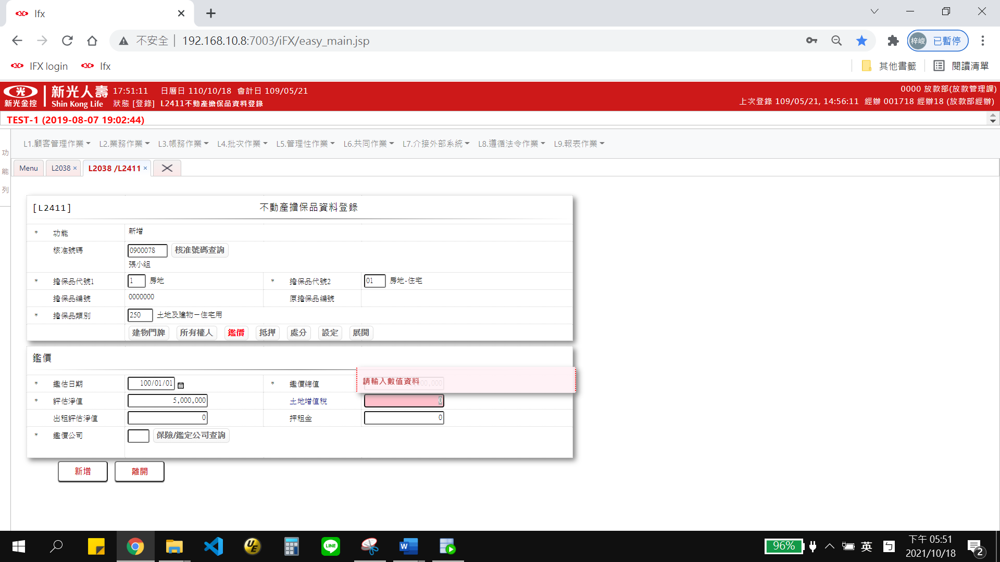 Ifx
不安全 192.168.10.8:7003/iFX/easy_main.jsp 梓峻 已暫停
IFX login Ifx 其他書籤 閱讀清單
新光金控 新光人壽 Shin Kong Life
17:51:11 日曆日 110/10/18 會計日 109/05/21 0000 放款部(放款管理課)
狀態 [登錄] L2411不動產擔保品資料登錄 上次登錄 109/05/21, 14:56:11 經辦 001718 經辦18 (放款部經辦)
TEST-1 (2019-08-07 19:02:44)
功能列
L1.顧客管理作業 L2.業務作業 L3.帳務作業 L4.批次作業 L5.管理性作業 L6.共同作業 L7.介接外部系統 L8.遵循法令作業 L9.報表作業
Menu L2038 × L2038 /L2411 ×
[L2411] 不動產擔保品資料登錄
* 功能 新增
核准號碼 0900078 核准號碼查詢
張小組
* 擔保品代號1 1 房地 * 擔保品代號2 01 房地-住宅
擔保品編號 0000000 原擔保品編號
* 擔保品類別 250 土地及建物－住宅用
建物門牌 所有權人 鑑價 抵押 處分 設定 展開
鑑價
* 鑑估日期 100/01/01 * 鑑價總值 請輸入數值資料
* 評估淨值 5,000,000 土地增值稅 0
出租評估淨值 0 押租金 0
* 鑑價公司 保險/鑑定公司查詢
新增 離開
UE LINE W 96% 英 ㄅ 下午 05:51
2021/10/18 2